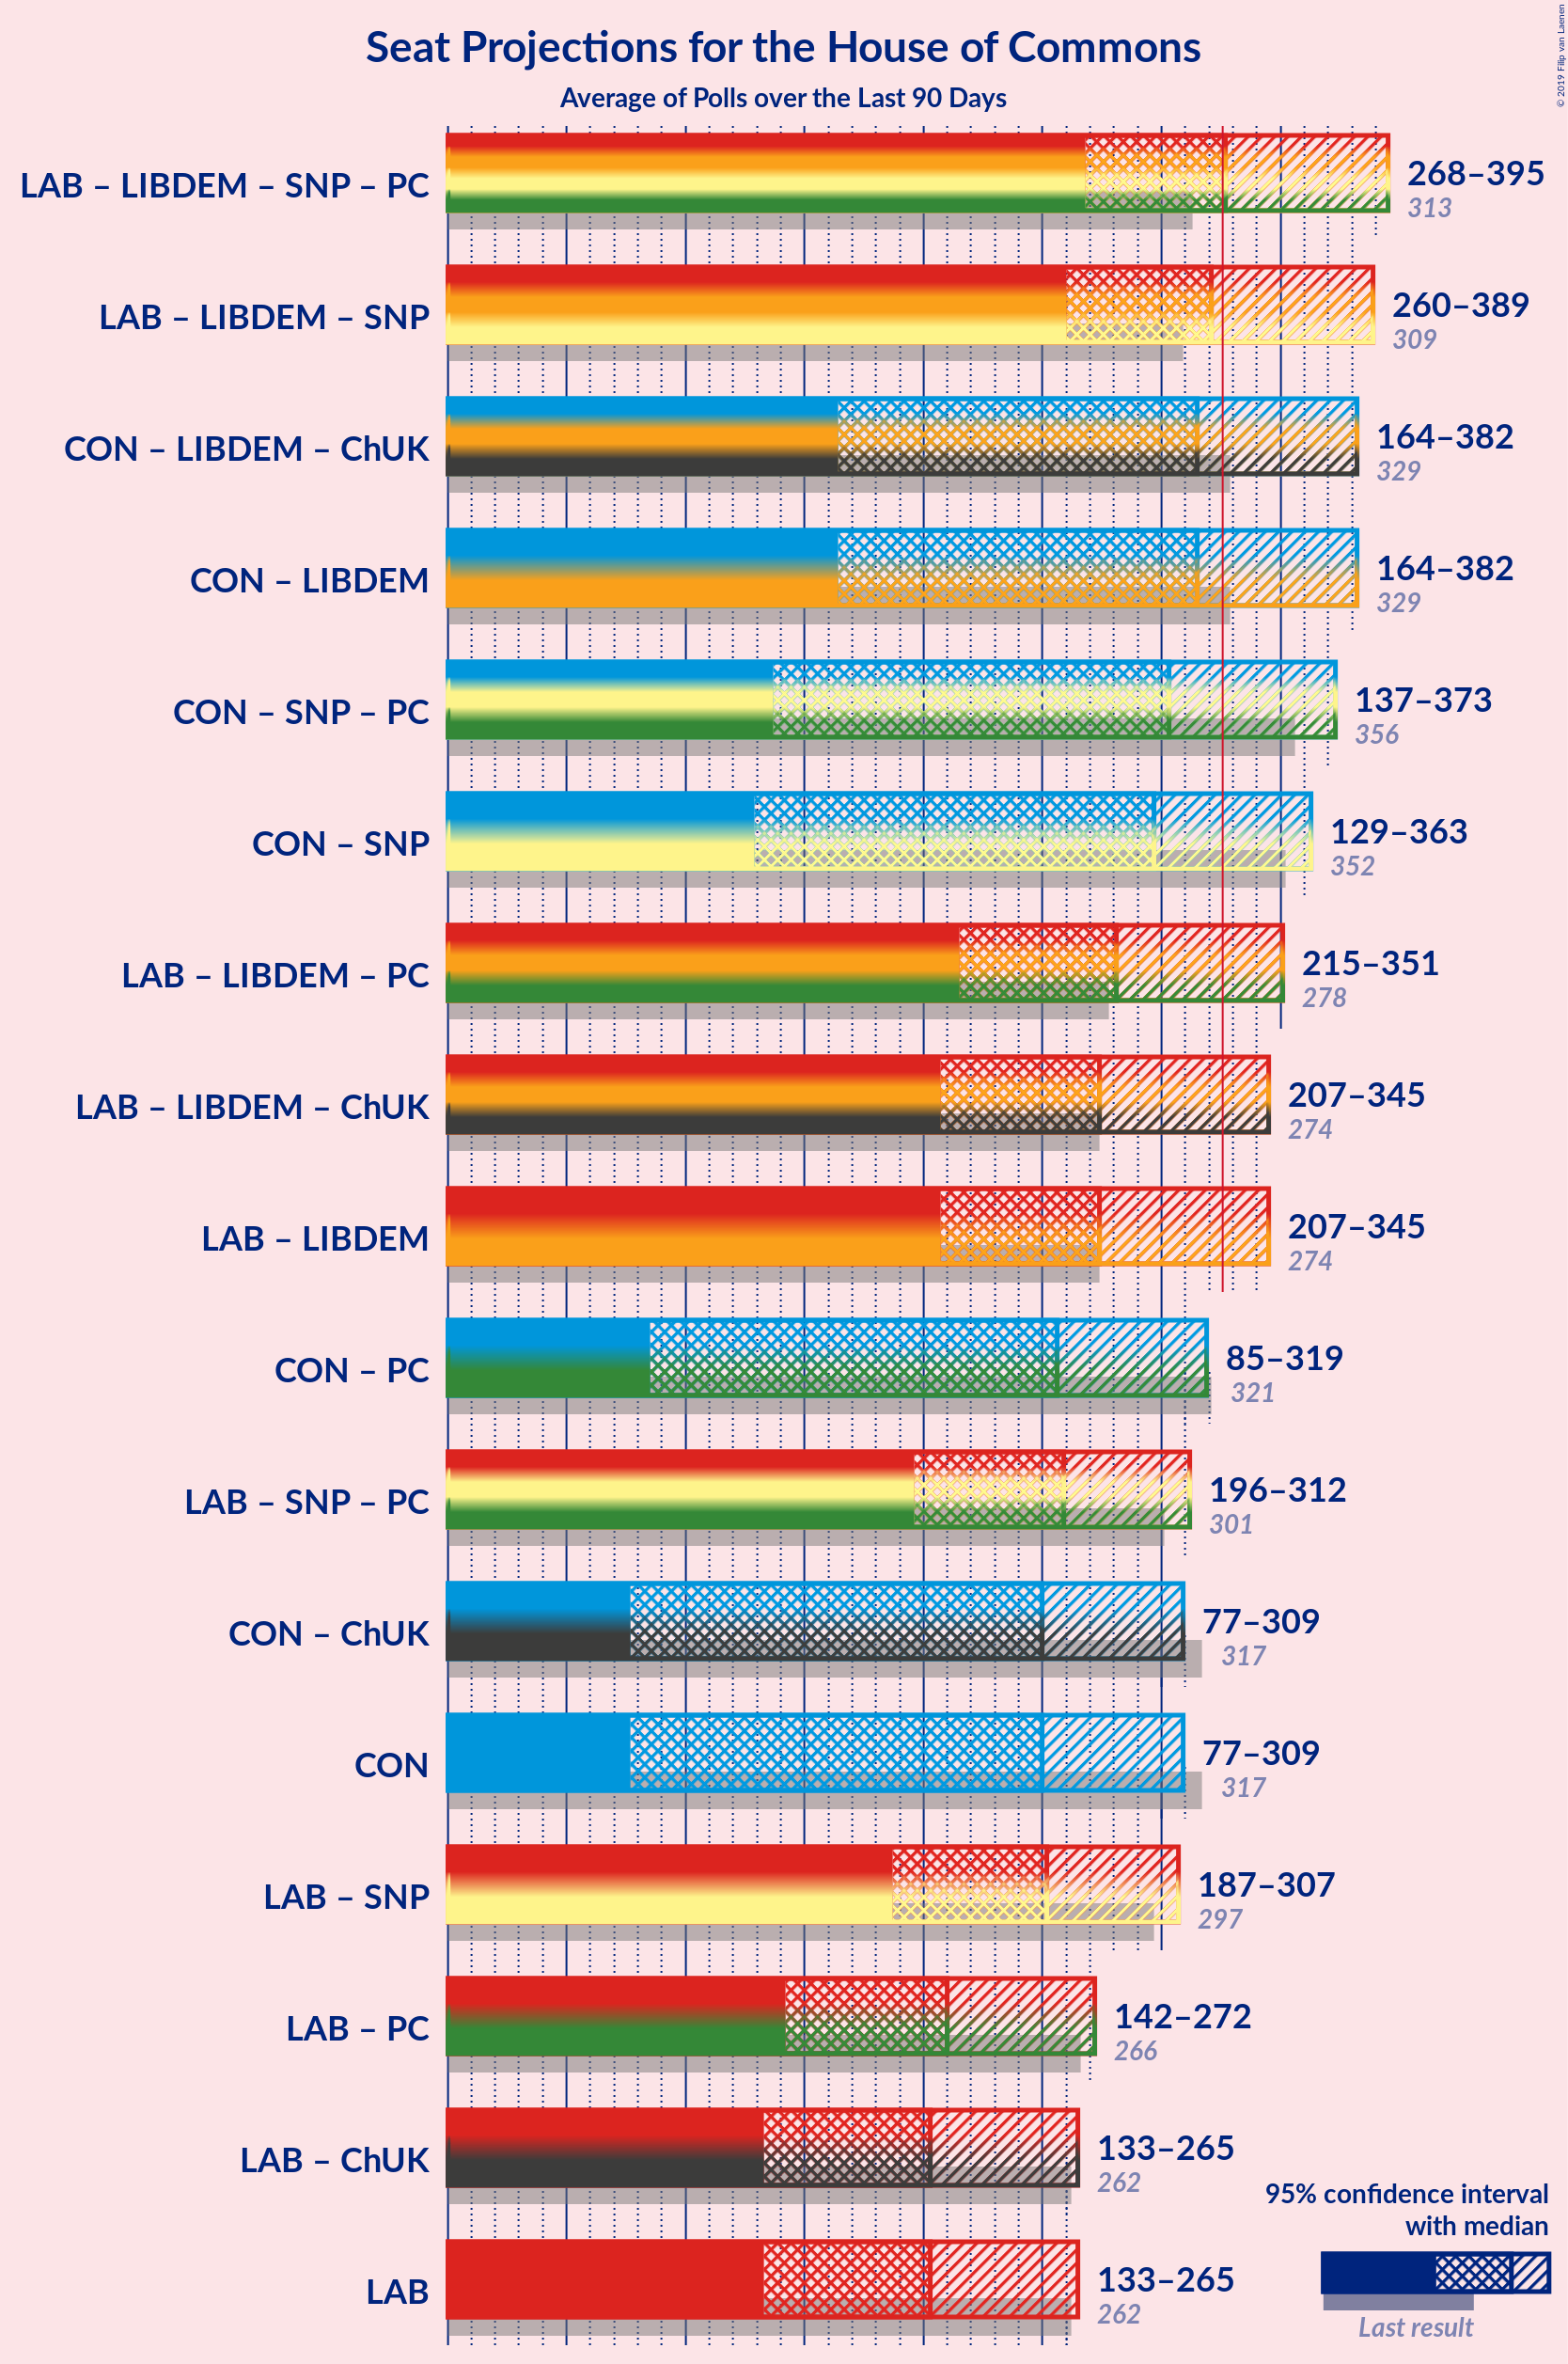 © 2019 Filip van Laenen
Seat Projections for the House of Commons
Average of Polls over the Last 90 Days
LAB – LIBDEM – SNP – PC
268–395
313
LAB – LIBDEM – SNP
260–389
309
CON – LIBDEM – ChUK
164–382
329
CON – LIBDEM
164–382
329
CON – SNP – PC
137–373
356
CON – SNP
129–363
352
LAB – LIBDEM – PC
215–351
278
LAB – LIBDEM – ChUK
207–345
274
LAB – LIBDEM
207–345
274
CON – PC
85–319
321
LAB – SNP – PC
196–312
301
CON – ChUK
77–309
317
CON
77–309
317
LAB – SNP
187–307
297
LAB – PC
142–272
266
LAB – ChUK
133–265
262
LAB
133–265
262
95% confidence interval
with median
Last result